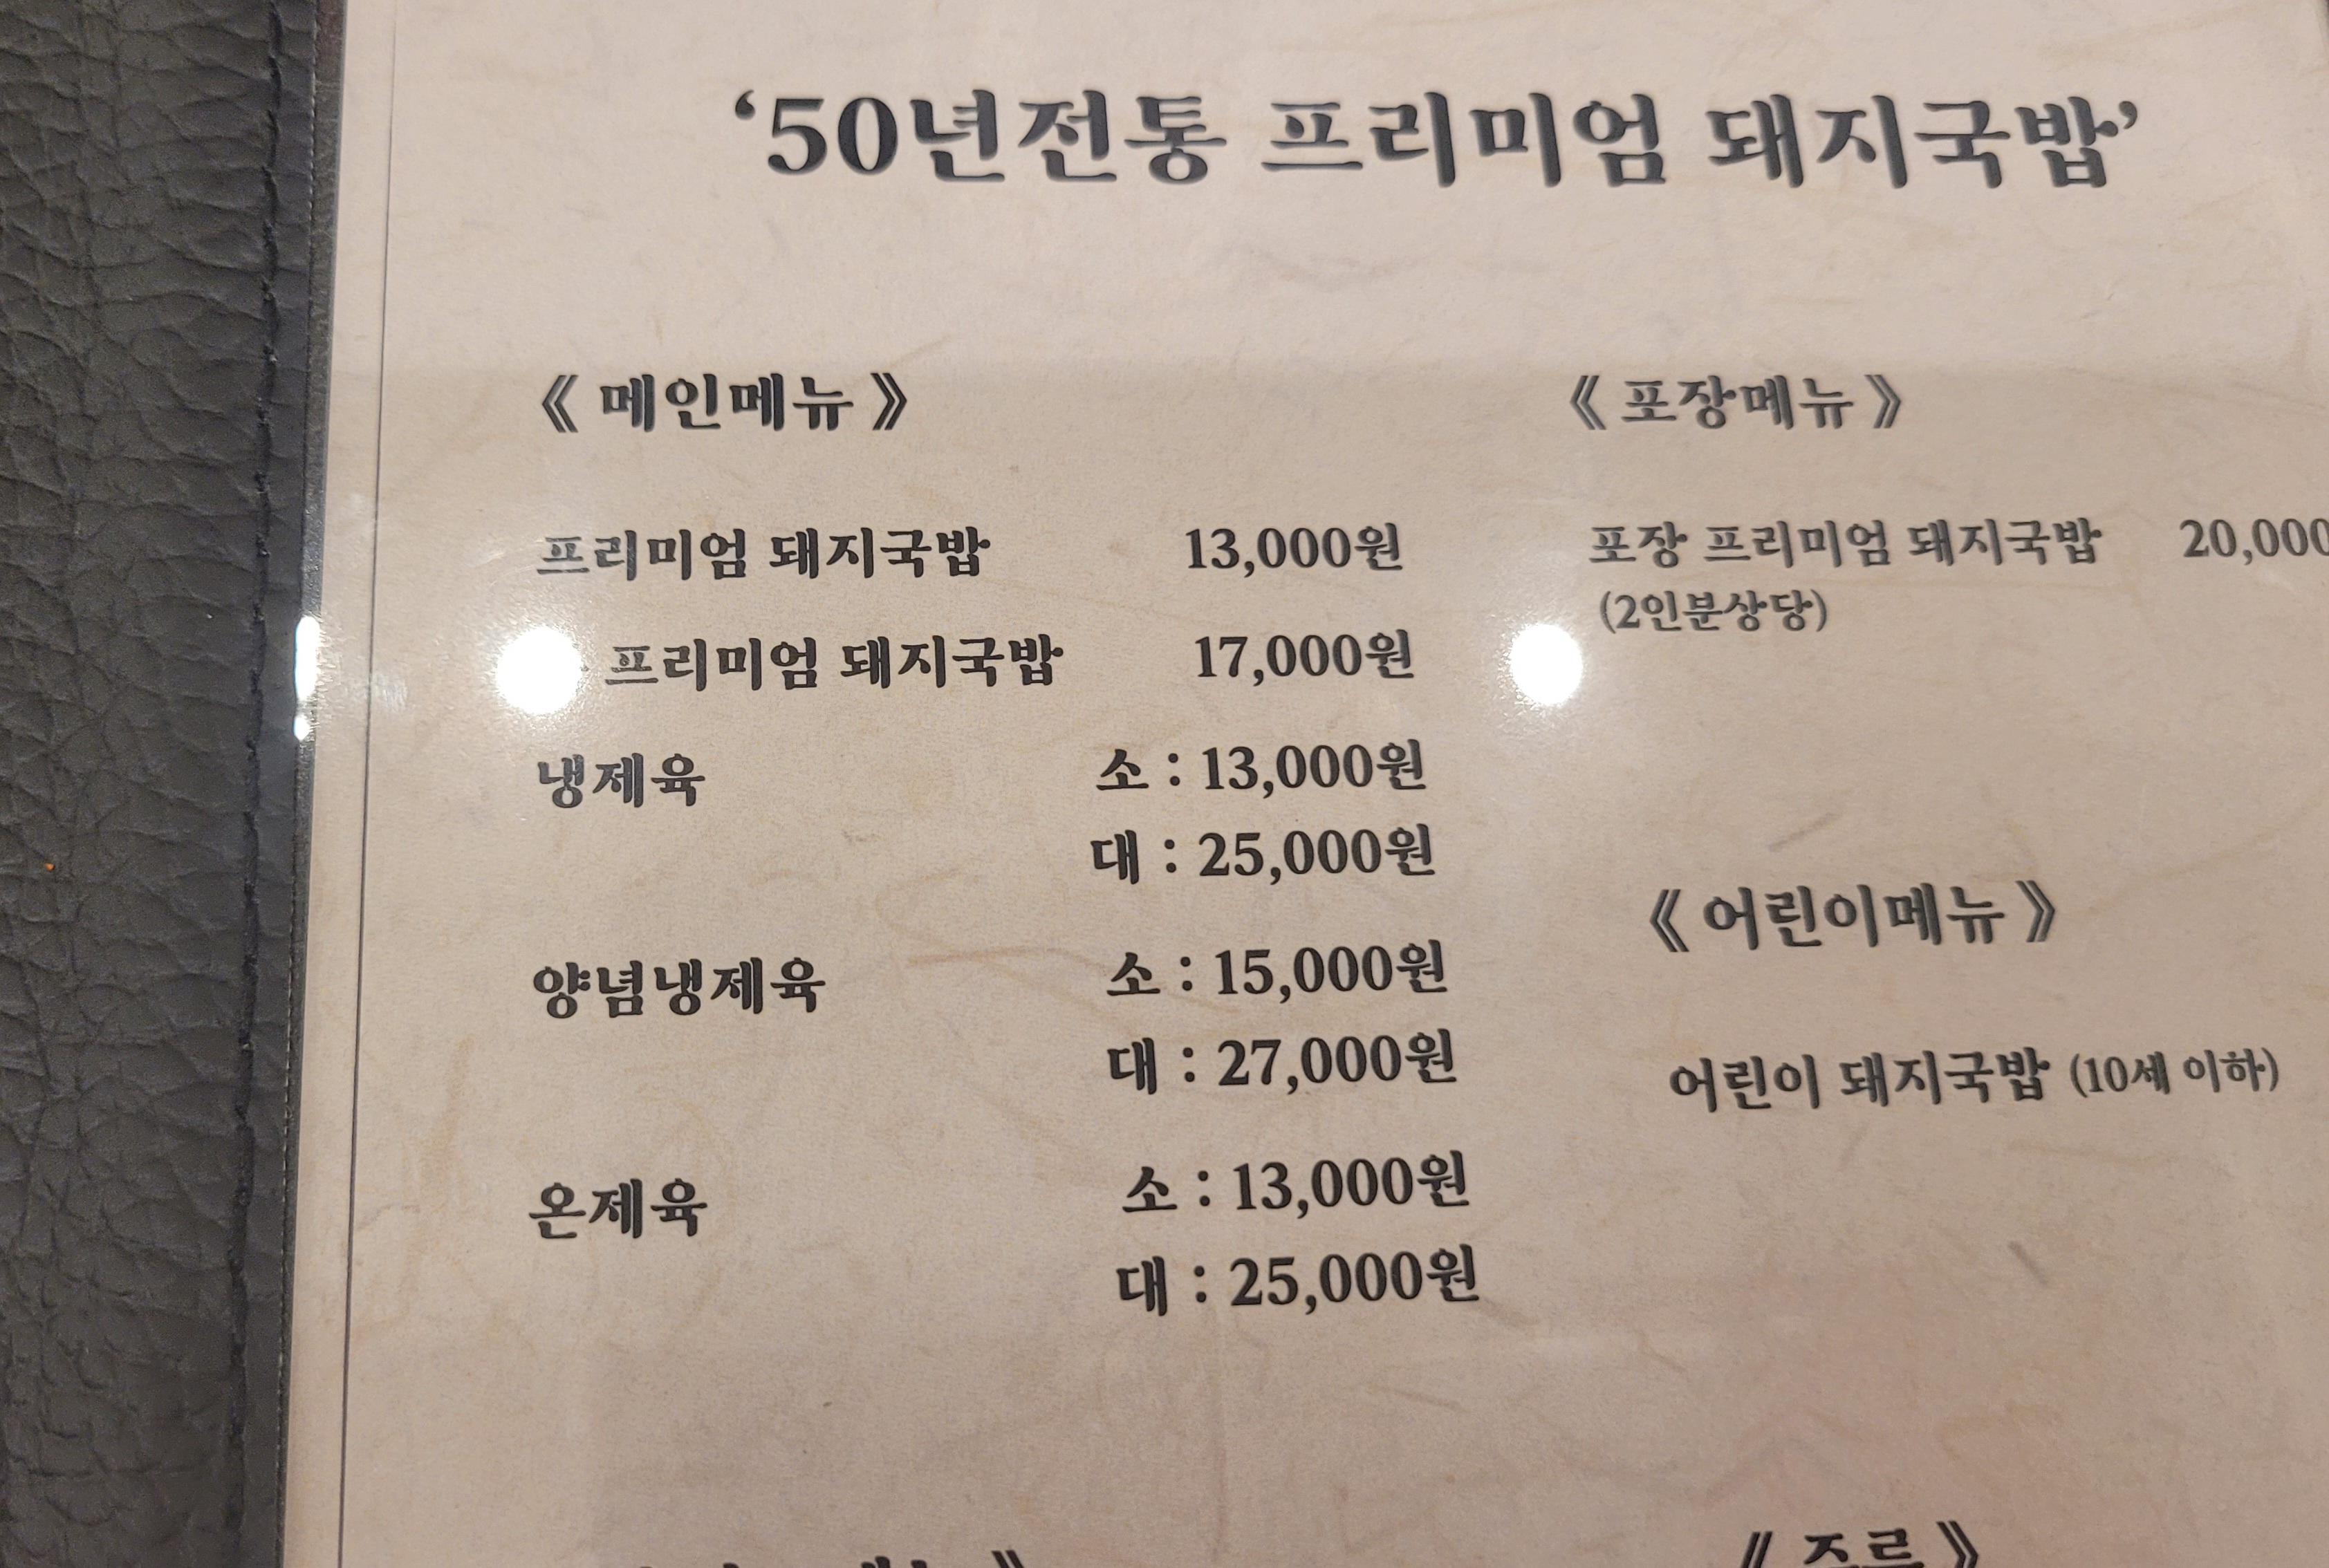 ‘50년전통 프리미엄 돼지국밥’
《 메인메뉴 》
프리미엄 돼지국밥 13,000원
프리미엄 돼지국밥 17,000원
냉제육 소 : 13,000원
대 : 25,000원
양념냉제육 소 : 15,000원
대 : 27,000원
온제육 소 : 13,000원
대 : 25,000원
《 포장메뉴 》
포장 프리미엄 돼지국밥 20,000
(2인분상당)
《 어린이메뉴 》
어린이 돼지국밥 (10세 이하)
《 주류 》